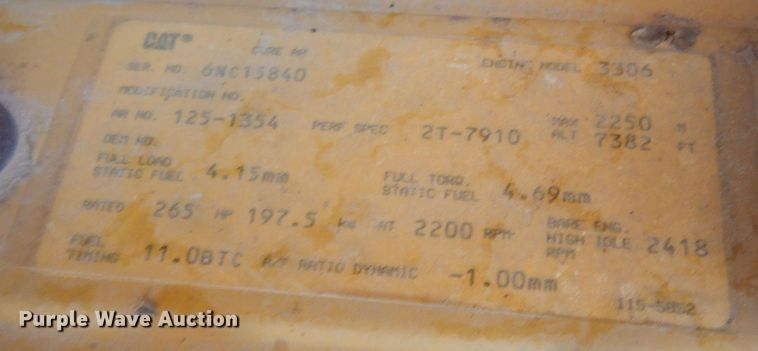 CAT® CORE AR
SER. NO. 6NC15840 ENGINE MODEL 3306
MODIFICATION NO.
AR NO. 125-1354 PERF SPEC 2T-7910 MAX ALT 2250 M 7382 FT
OEM NO.
FULL LOAD STATIC FUEL 4.15mm FULL TORQ. STATIC FUEL 4.69mm
RATED 265 HP 197.5 kW AT 2200 RPM BARE ENG. HIGH IDLE RPM 2418
FUEL TIMING 11.0BTC A/F RATIO DYNAMIC -1.00mm
115-5852
Purple Wave Auction